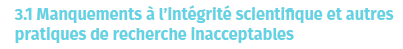 3.1 Manquements à l'intégrité scientifique et autres
pratiques de recherche inacceptables